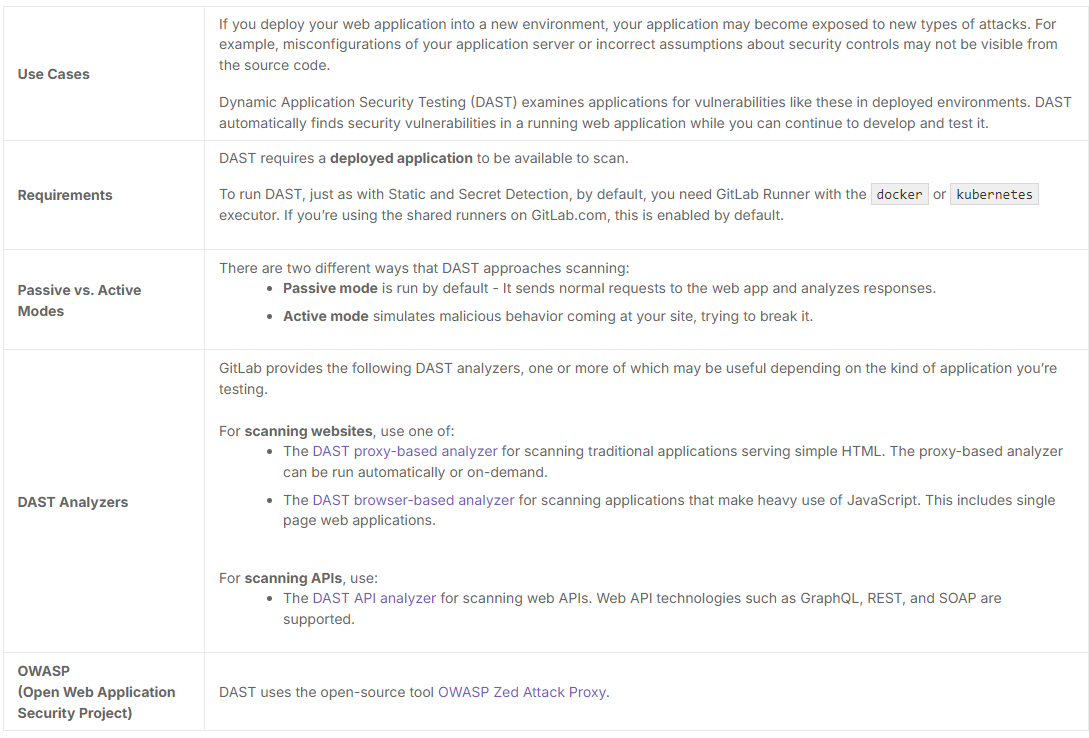 Use Cases
If you deploy your web application into a new environment, your application may become exposed to new types of attacks. For
example, misconfigurations of your application server or incorrect assumptions about security controls may not be visible from
the source code.
Dynamic Application Security Testing (DAST) examines applications for vulnerabilities like these in deployed environments. DAST
automatically finds security vulnerabilities in a running web application while you can continue to develop and test it.
Requirements
DAST requires a deployed application to be available to scan.
To run DAST, just as with Static and Secret Detection, by default, you need GitLab Runner with the docker or kubernetes
executor. If you’re using the shared runners on GitLab.com, this is enabled by default.
Passive vs. Active
Modes
There are two different ways that DAST approaches scanning:
• Passive mode is run by default - It sends normal requests to the web app and analyzes responses.
• Active mode simulates malicious behavior coming at your site, trying to break it.
DAST Analyzers
GitLab provides the following DAST analyzers, one or more of which may be useful depending on the kind of application you’re
testing.
For scanning websites, use one of:
• The DAST proxy-based analyzer for scanning traditional applications serving simple HTML. The proxy-based analyzer
can be run automatically or on-demand.
• The DAST browser-based analyzer for scanning applications that make heavy use of JavaScript. This includes single
page web applications.
For scanning APIs, use:
• The DAST API analyzer for scanning web APIs. Web API technologies such as GraphQL, REST, and SOAP are
supported.
OWASP
(Open Web Application
Security Project)
DAST uses the open-source tool OWASP Zed Attack Proxy.